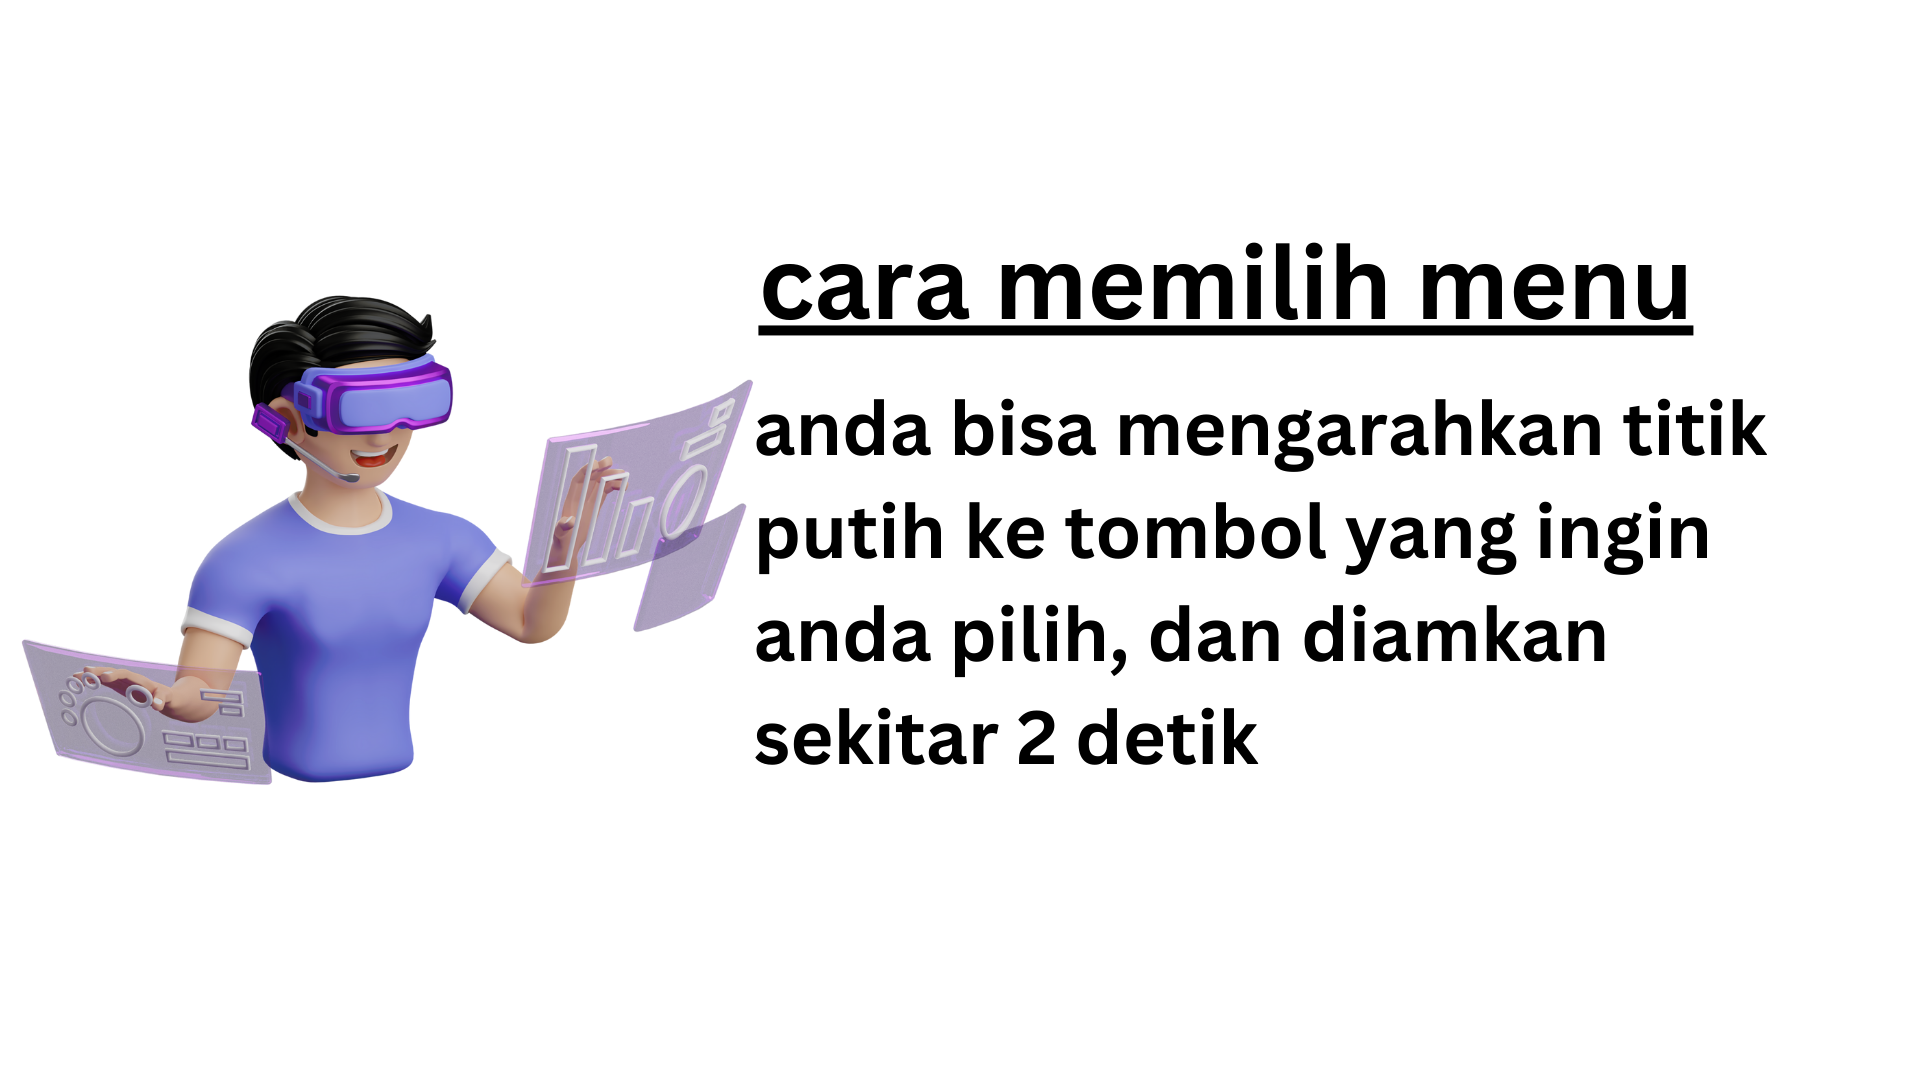 cara memilih menu
anda bisa mengarahkan titik
putih ke tombol yang ingin
anda pilih, dan diamkan
sekitar 2 detik